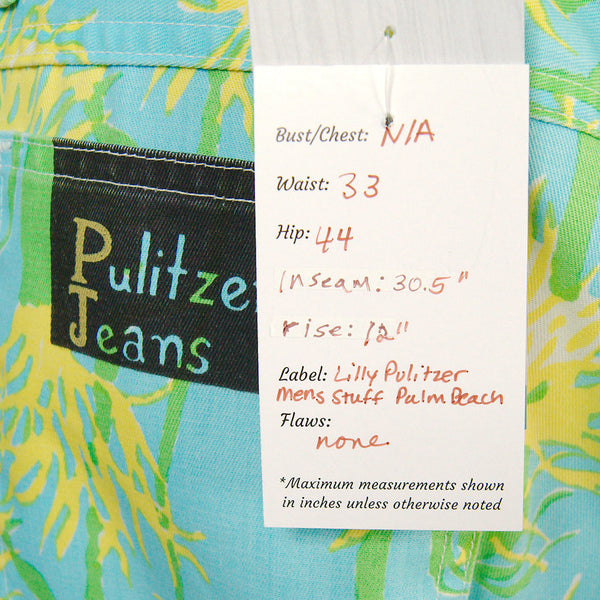 Pulitze
Jeans
Bust/Chest: N/A
Waist: 33
Hip: 44
Inseam: 30.5"
rise: 12"
Label: Lilly Pulitzer
mens stuff Palm Beach
Flaws:
none
*Maximum measurements shown
in inches unless otherwise noted